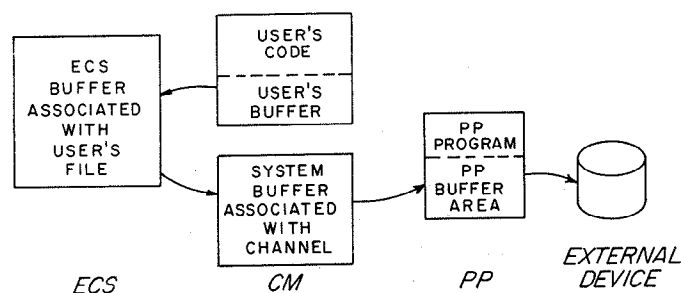 ECS
BUFFER
ASSOCIATED
WITH
USER'S
FILE
USER'S
CODE
USER'S
BUFFER
SYSTEM
BUFFER
ASSOCIATED
WITH
CHANNEL
PP
PROGRAM
PP
BUFFER
AREA
ECS
CM
PP
EXTERNAL
DEVICE